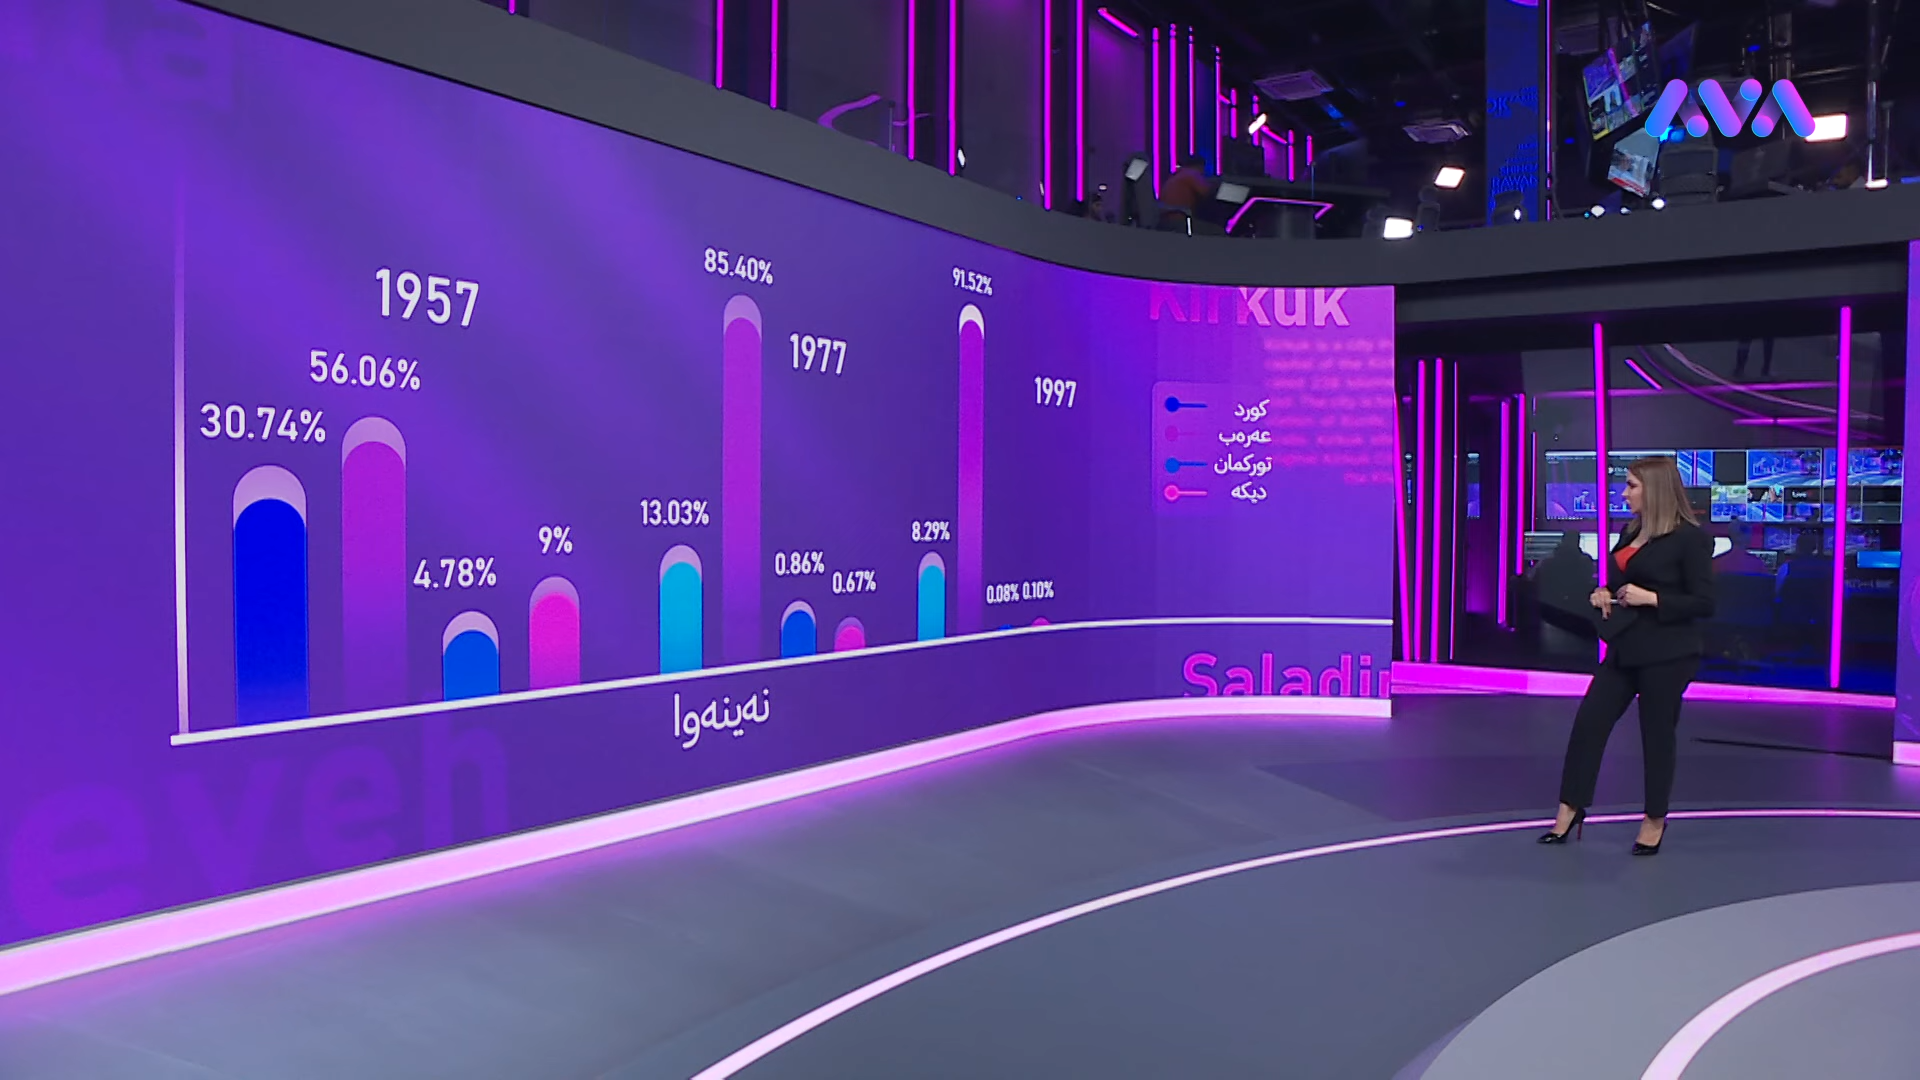 AVA
1957
30.74%
56.06%
4.78%
9%
1977
13.03%
85.40%
0.86%
0.67%
1997
8.29%
91.52%
0.08%
0.10%
نەینەوا
Kirkuk
کورد
عەرەب
تورکمان
دیکە